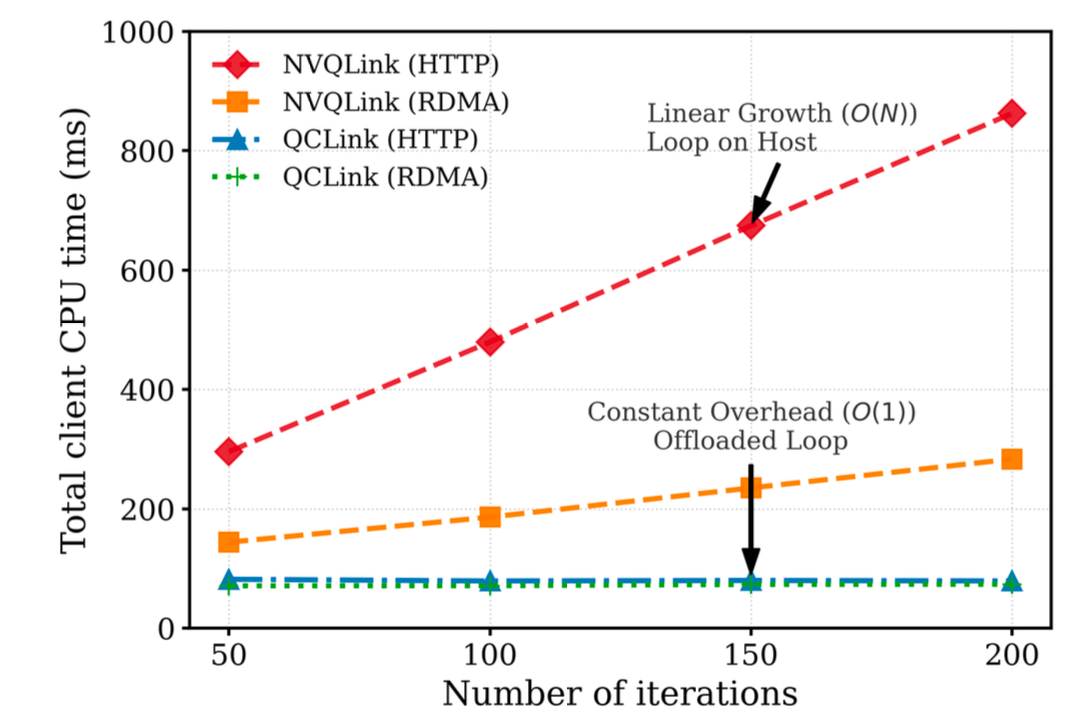 1000
800
600
400
200
0
Total client CPU time (ms)
NVQLink (HTTP)
NVQLink (RDMA)
QCLink (HTTP)
QCLink (RDMA)
Linear Growth (O(N))
Loop on Host
Constant Overhead (O(1))
Offloaded Loop
50 100 150 200
Number of iterations